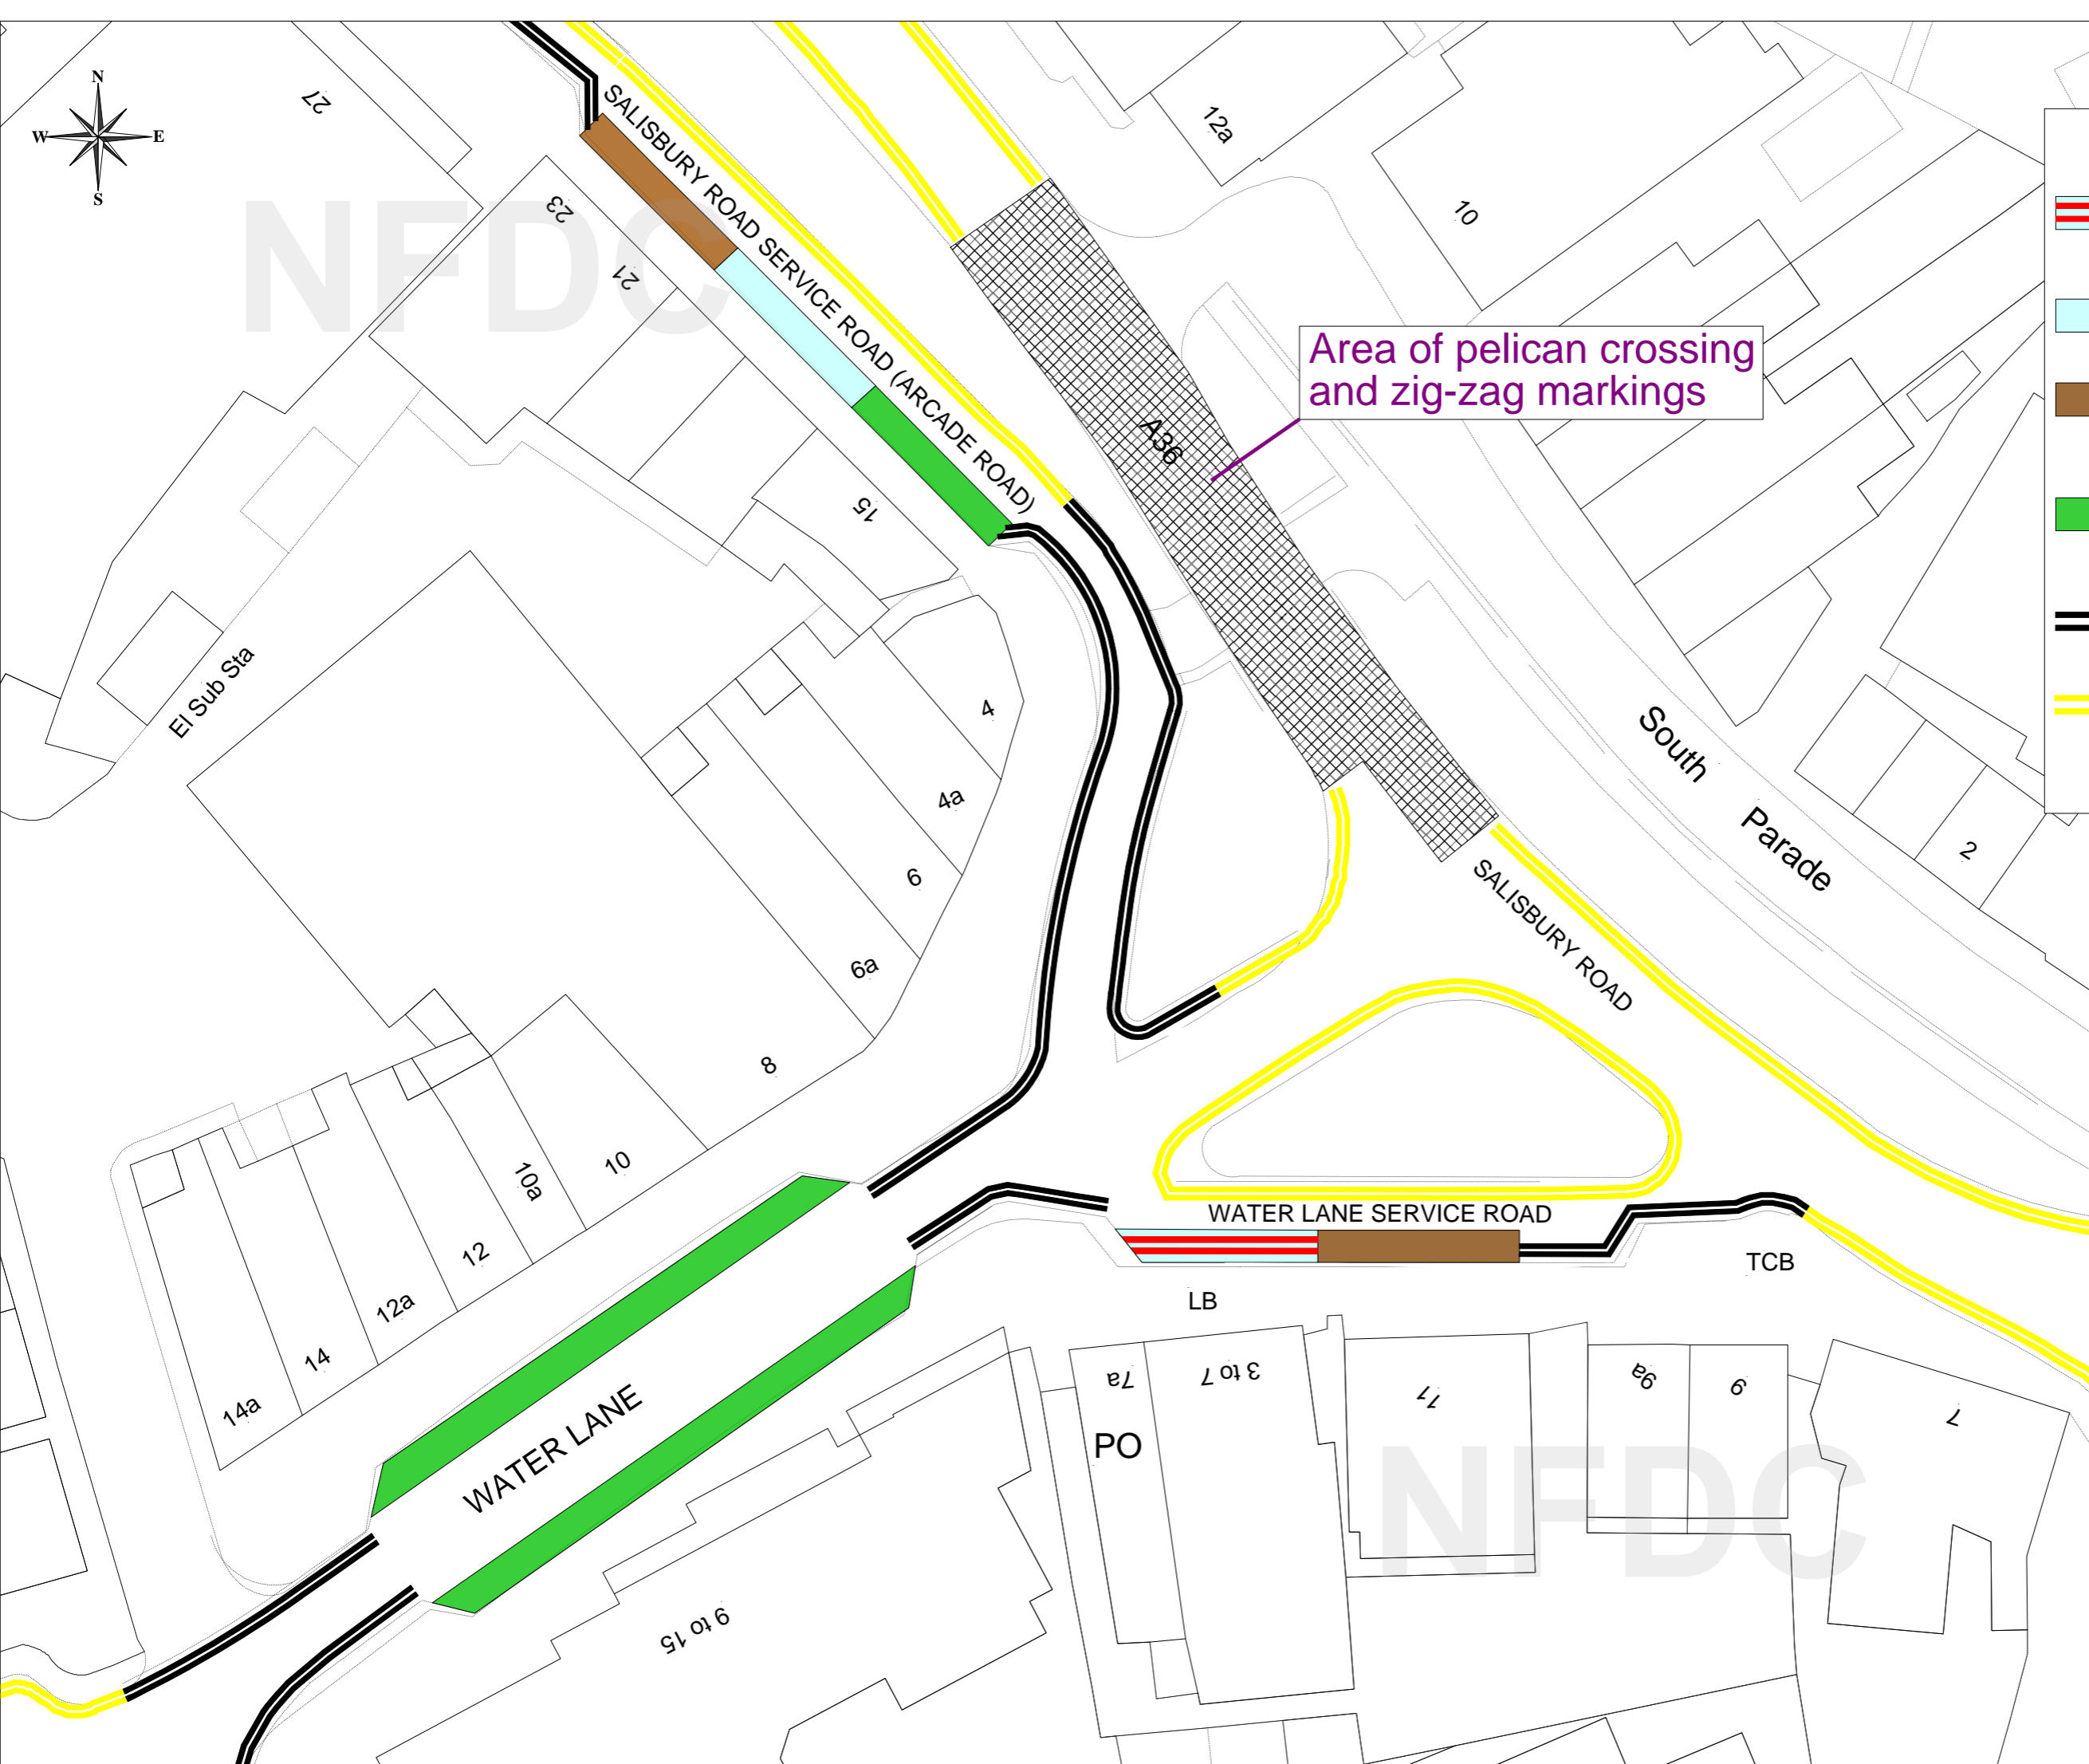 N
W
E
S
NFDC
27
23
21
15
SALISBURY ROAD SERVICE ROAD (ARCADE ROAD)
12a
10
Area of pelican crossing
and zig-zag markings
A36
El Sub Sta
4
4a
6
6a
8
10
10a
12
12a
14
14a
South
Parade
2
SALISBURY ROAD
WATER LANE SERVICE ROAD
TCB
LB
WATER LANE
7a
3 to 7
PO
11
9a
9
7
9 to 15
NFDC